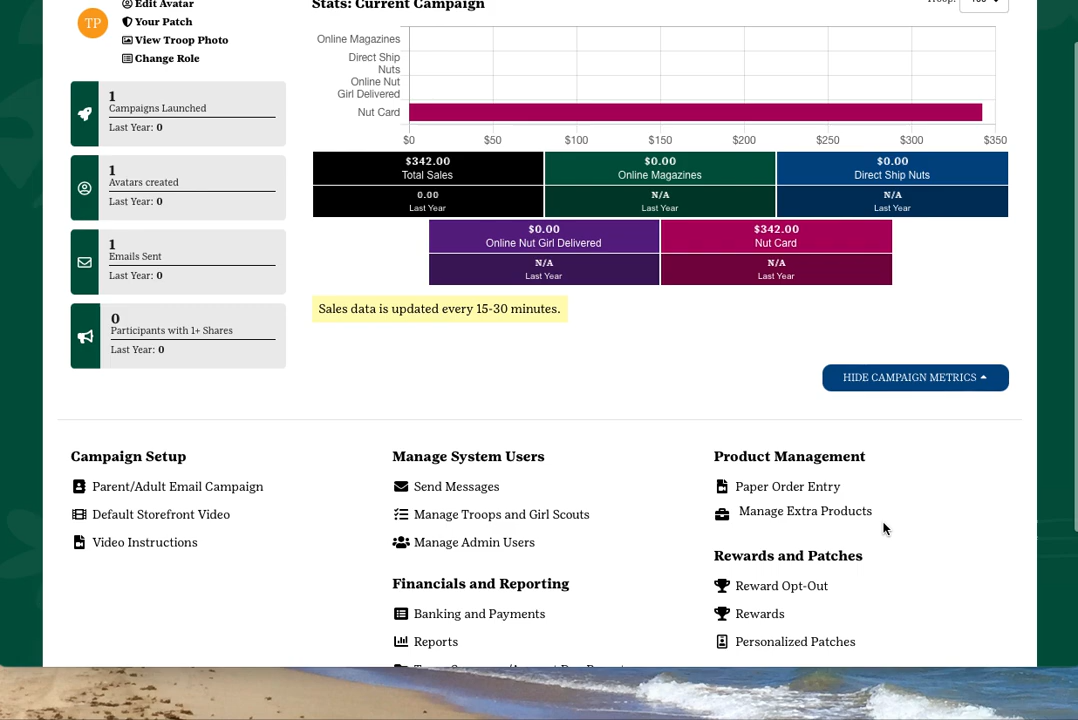 Edit Avatar
Your Patch
View Troop Photo
Change Role
TP
1
Campaigns Launched
Last Year: 0
1
Avatars created
Last Year: 0
1
Emails Sent
Last Year: 0
0
Participants with 1+ Shares
Last Year: 0
Stats: Current Campaign
Troop:
Online Magazines
Direct Ship
Nuts
Online Nut
Girl Delivered
Nut Card
$0 $50 $100 $150 $200 $250 $300 $350
$342.00
Total Sales
0.00
Last Year
$0.00
Online Magazines
N/A
Last Year
$0.00
Direct Ship Nuts
N/A
Last Year
$0.00
Online Nut Girl Delivered
N/A
Last Year
$342.00
Nut Card
N/A
Last Year
Sales data is updated every 15-30 minutes.
HIDE CAMPAIGN METRICS
Campaign Setup
Parent/Adult Email Campaign
Default Storefront Video
Video Instructions
Manage System Users
Send Messages
Manage Troops and Girl Scouts
Manage Admin Users
Financials and Reporting
Banking and Payments
Reports
Product Management
Paper Order Entry
Manage Extra Products
Rewards and Patches
Reward Opt-Out
Rewards
Personalized Patches